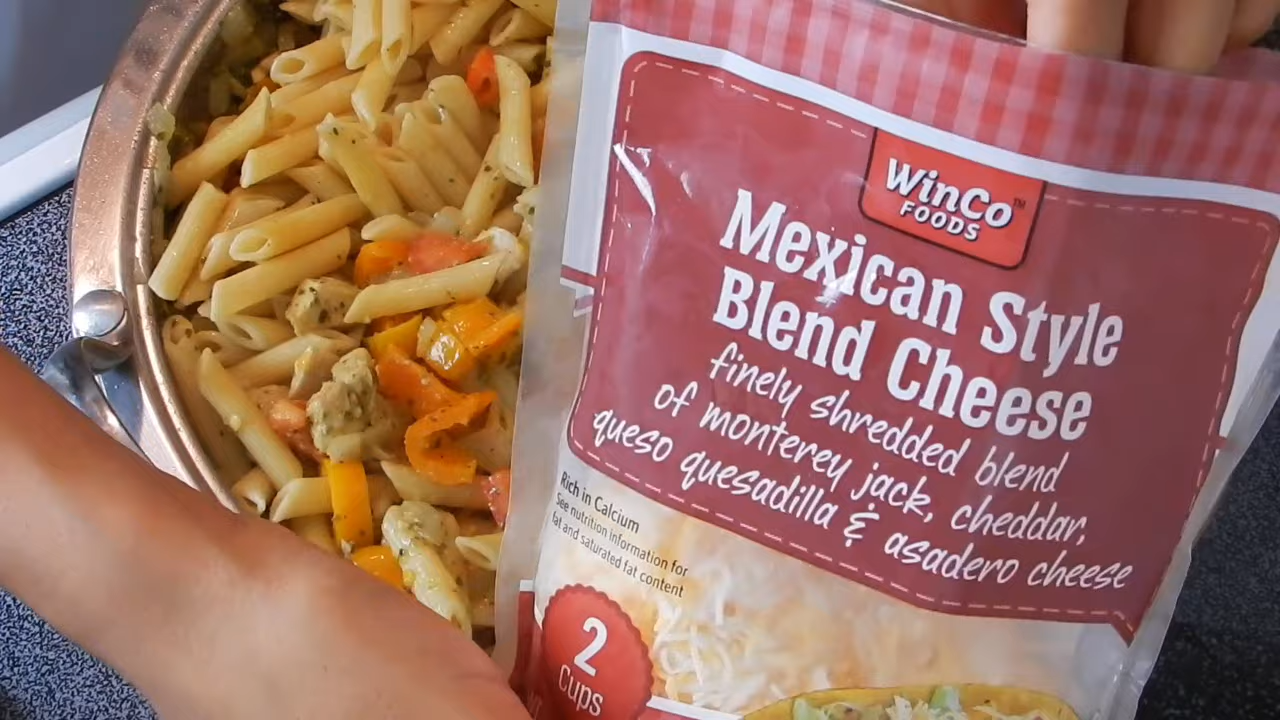 WinCo™
FOODS
Mexican Style
Blend Cheese
finely shredded blend
of monterey jack, cheddar,
queso quesadilla & asadero cheese
Rich in Calcium
See nutrition information for
fat and saturated fat content
2
Cups